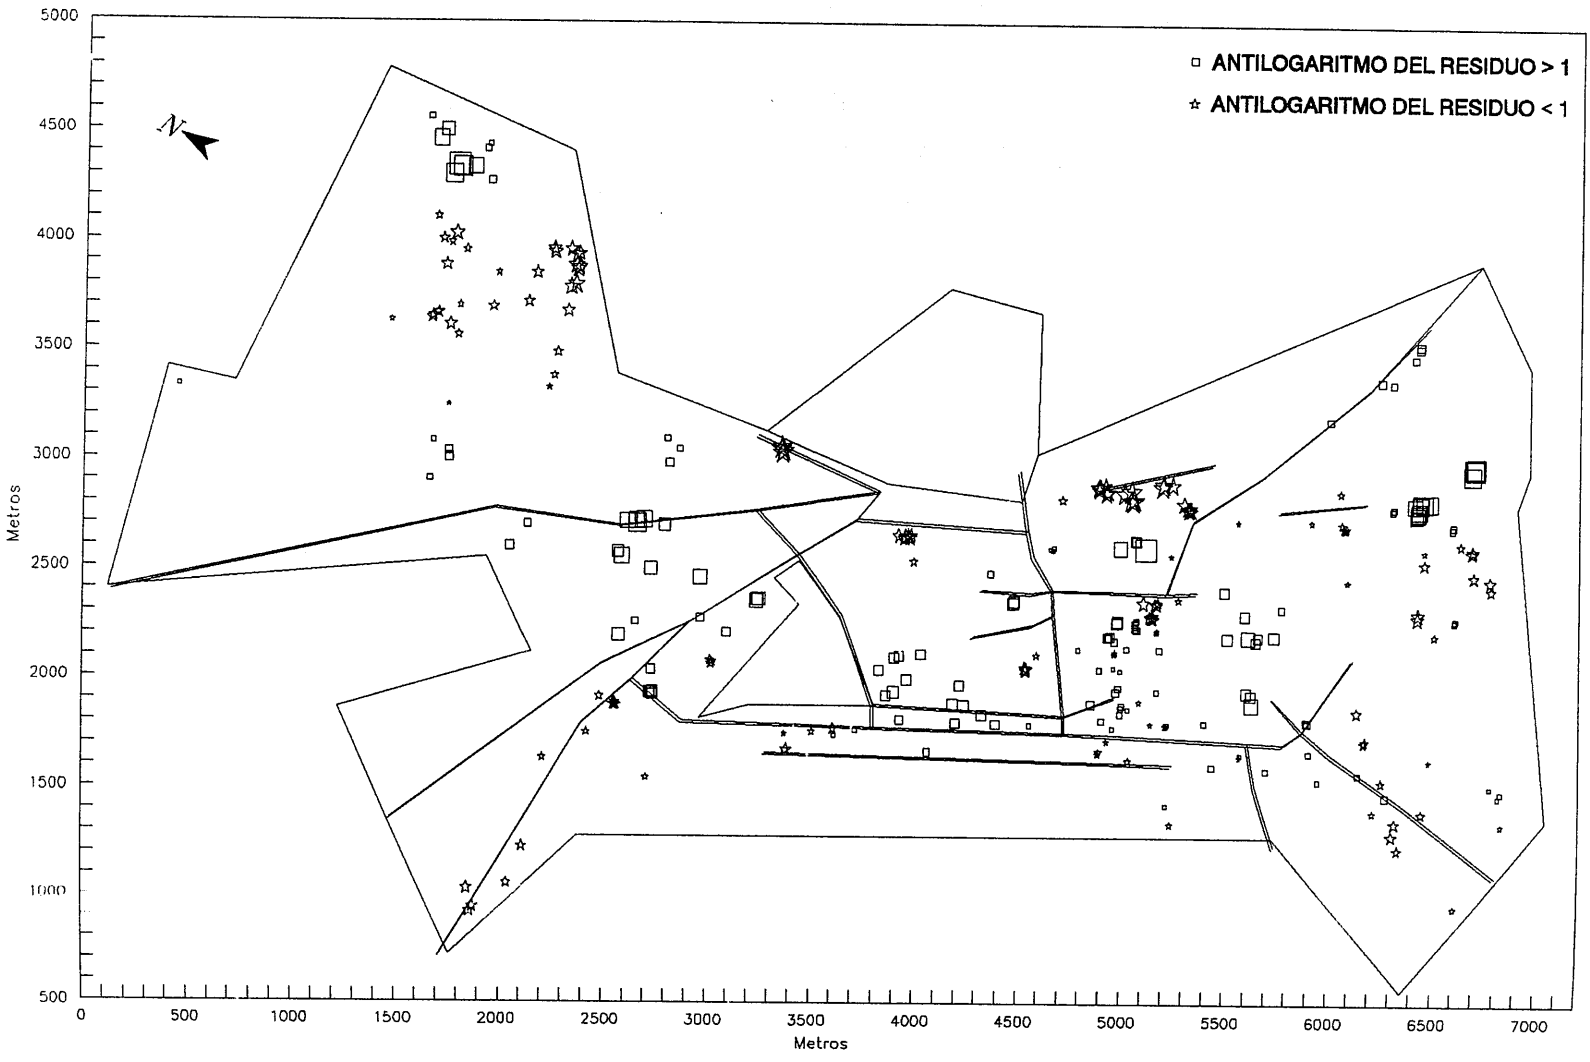 5000
□ ANTILOGARITMO DEL RESIDUO > 1
☆ ANTILOGARITMO DEL RESIDUO < 1
N
4500
4000
3500
3000
Metros
2500
2000
1500
1000
500
0 500 1000 1500 2000 2500 3000 3500 4000 4500 5000 5500 6000 6500 7000
Metros